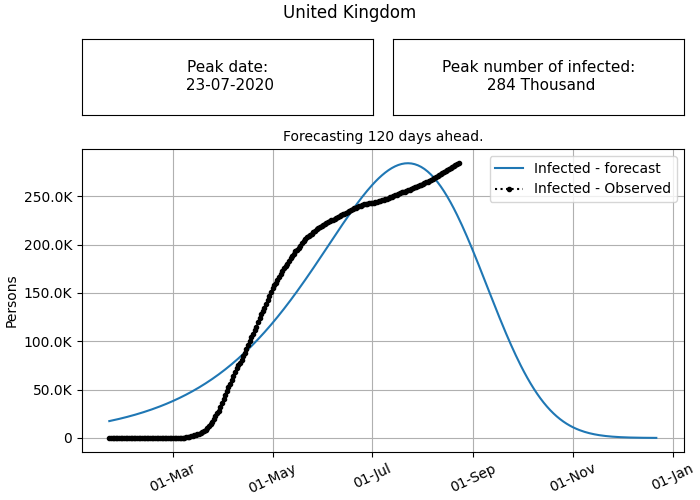 United Kingdom
Peak date:
23-07-2020
Peak number of infected:
284 Thousand
Forecasting 120 days ahead.
Infected - forecast
Infected - Observed
Persons
250.0K
200.0K
150.0K
100.0K
50.0K
0
01-Mar
01-May
01-Jul
01-Sep
01-Nov
01-Jan